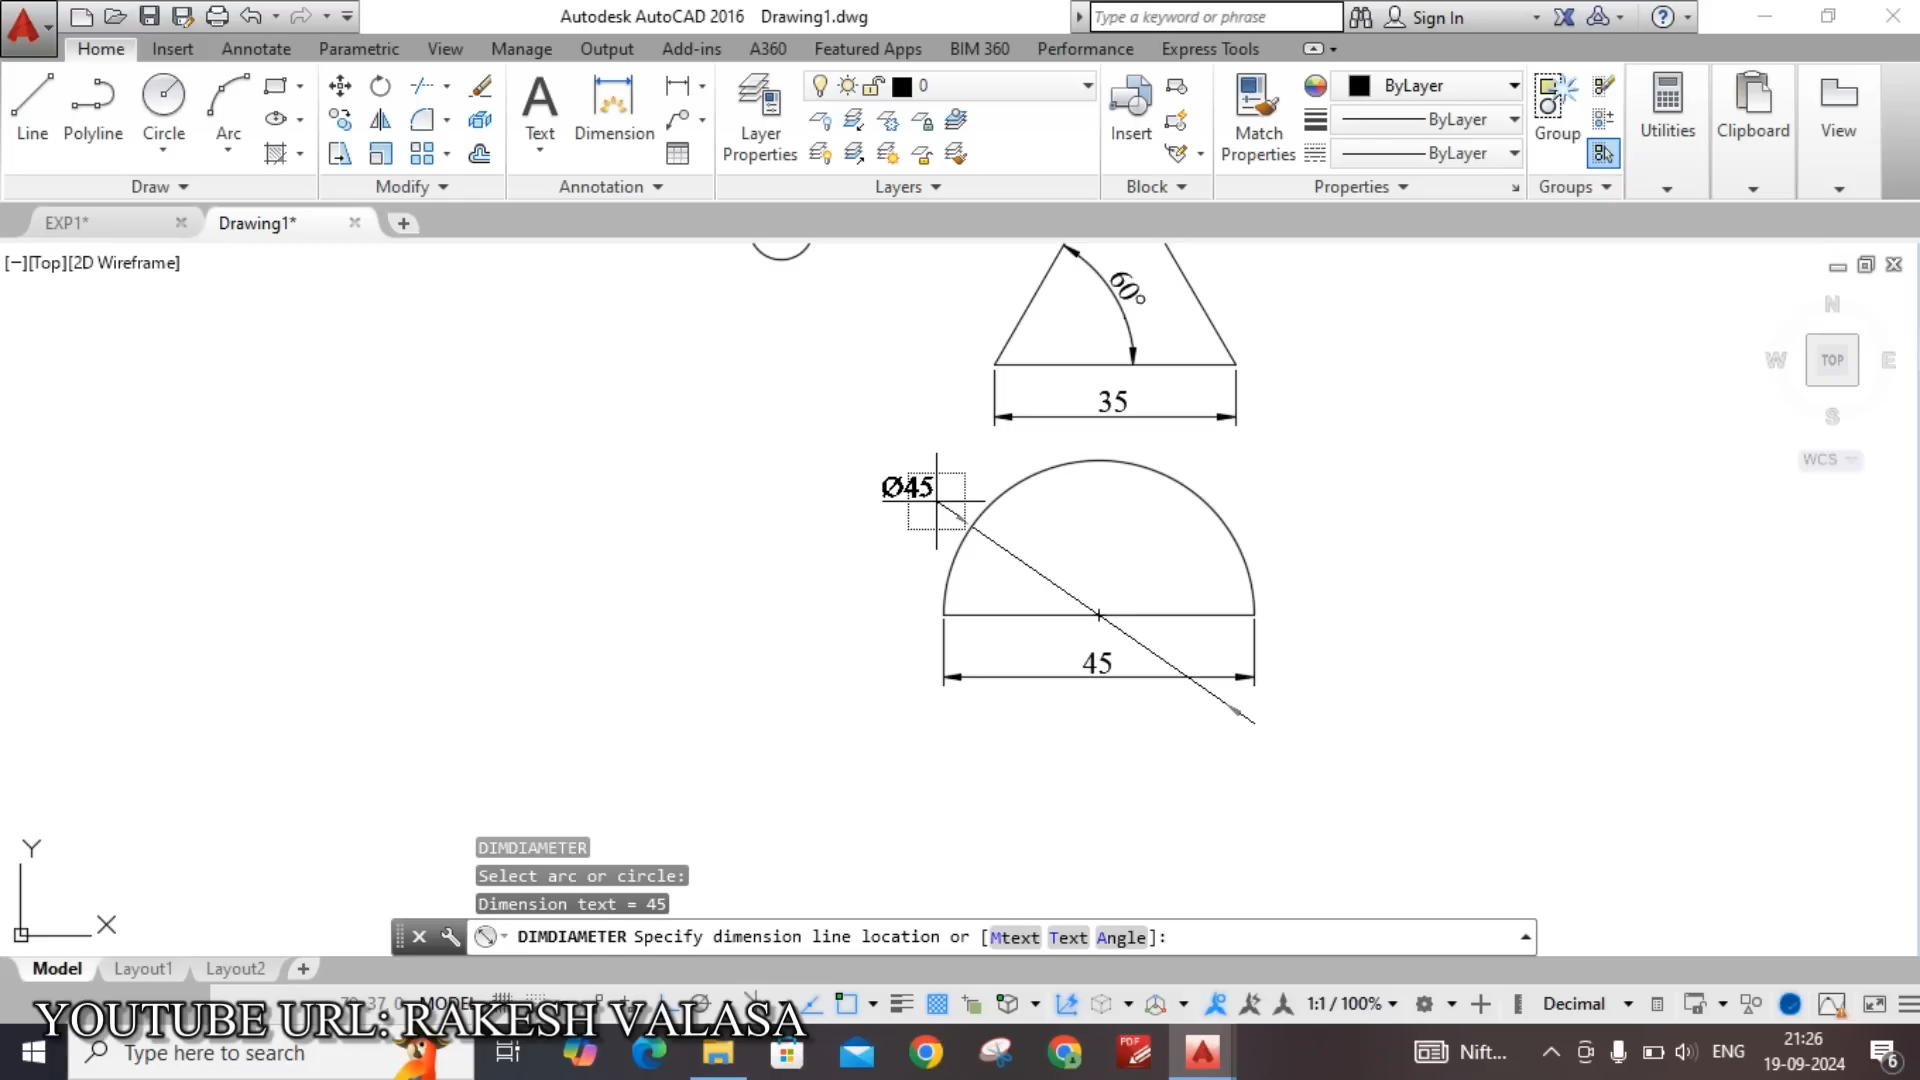 Autodesk AutoCAD 2016 Drawing1.dwg
Type a keyword or phrase
Sign In
Home Insert Annotate Parametric View Manage Output Add-ins A360 Featured Apps BIM 360 Performance Express Tools
Line Polyline Circle Arc
Text Dimension
Layer Properties
0
Insert
Match Properties
ByLayer
ByLayer
ByLayer
Group
Utilities
Clipboard
View
Draw Modify Annotation Layers Block Properties Groups
EXP1* Drawing1*
[−][Top][2D Wireframe]
N
W TOP E
S
WCS
60°
35
Ø45
45
Y
X
DIMDIAMETER
Select arc or circle:
Dimension text = 45
DIMDIAMETER Specify dimension line location or [Mtext Text Angle]:
Model Layout1 Layout2
1:1 / 100% Decimal
YOUTUBE URL: RAKESH VALASA
Type here to search
PDF
Nift...
ENG
21:26
19-09-2024
6